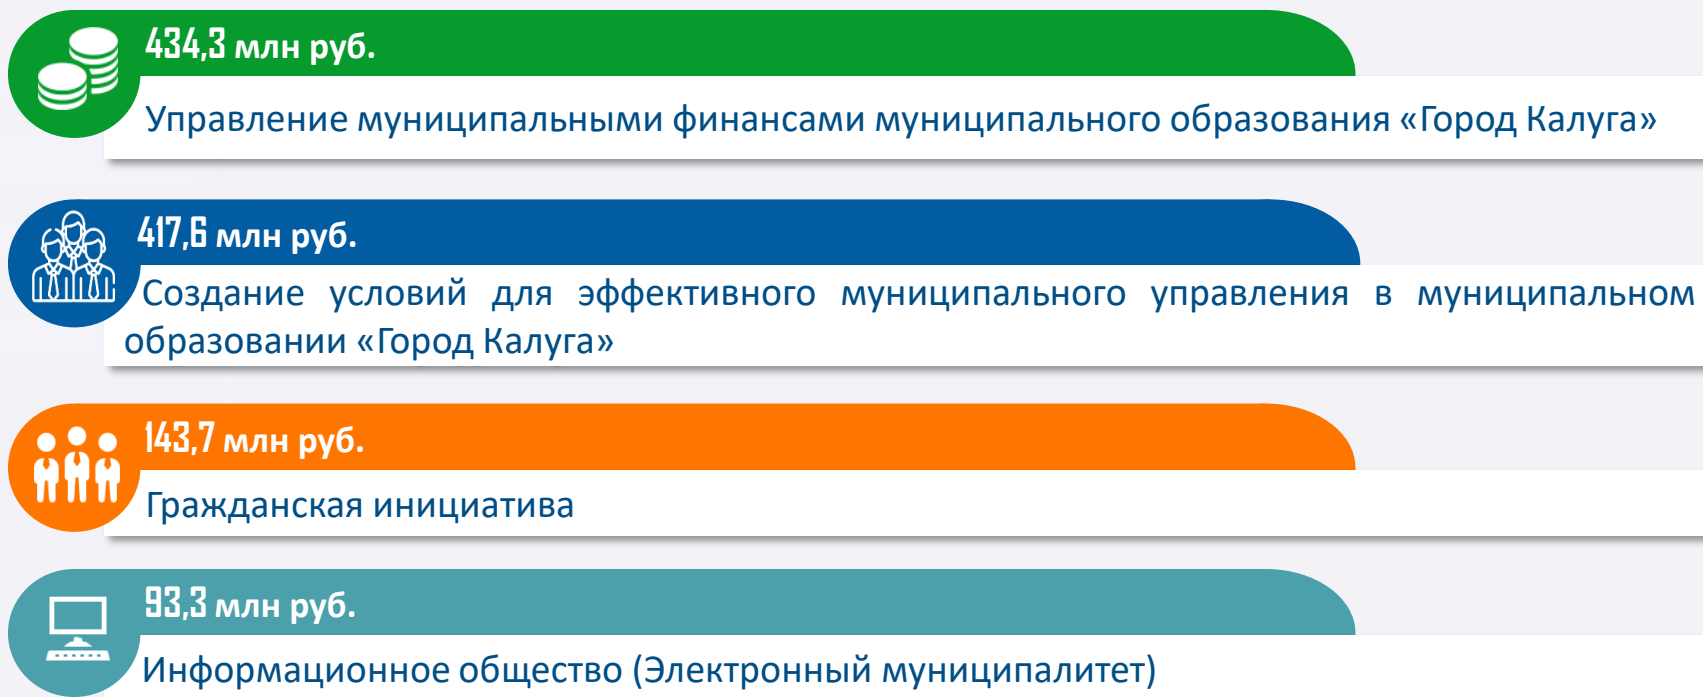 434,3 млн руб.
Управление муниципальными финансами муниципального образования «Город Калуга»
417,6 млн руб.
Создание условий для эффективного муниципального управления в муниципальном
образовании «Город Калуга»
143,7 млн руб.
Гражданская инициатива
93,3 млн руб.
Информационное общество (Электронный муниципалитет)